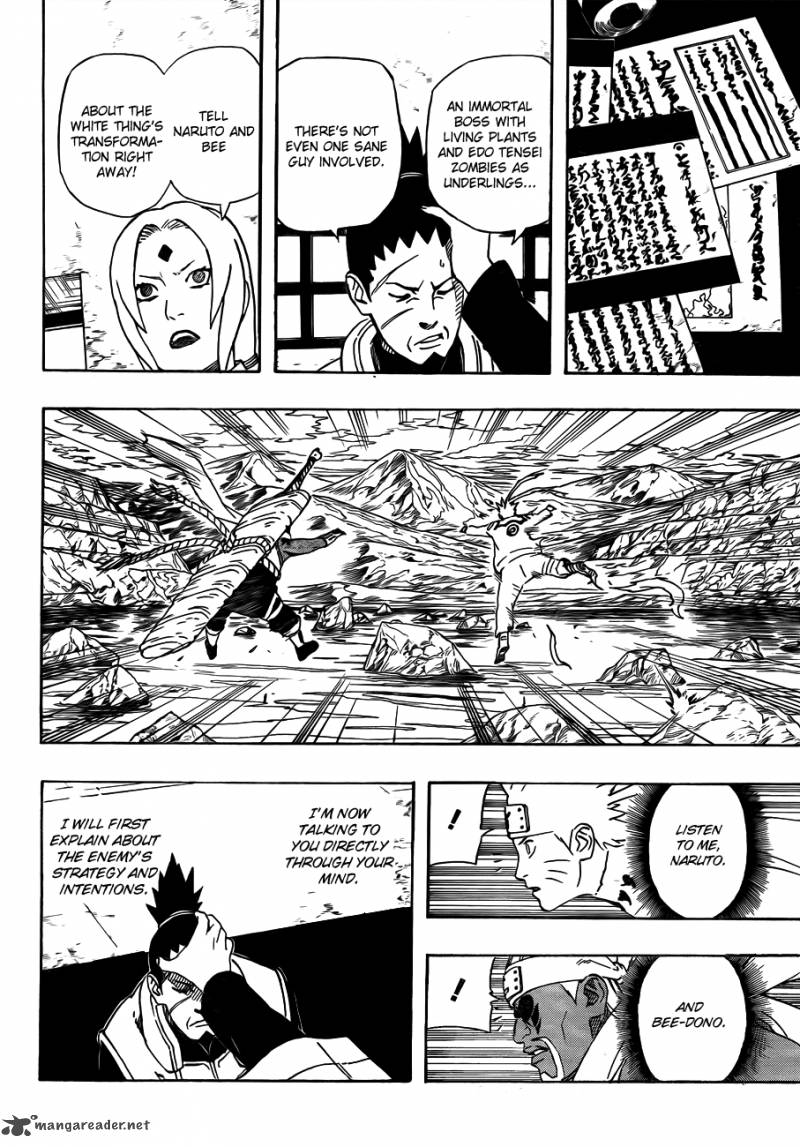 AN IMMORTAL
BOSS WITH
LIVING PLANTS
AND EDO TENSEI
ZOMBIES AS
UNDERLINGS...
THERE'S NOT
EVEN ONE SANE
GUY INVOLVED.
TELL
NARUTO AND
BEE
ABOUT THE
WHITE THING'S
TRANSFORMA-
TION RIGHT
AWAY!
!
LISTEN
TO ME,
NARUTO.
!
AND
BEE-DONO.
I'M NOW
TALKING TO
YOU DIRECTLY
THROUGH YOUR
MIND.
I WILL FIRST
EXPLAIN ABOUT
THE ENEMY'S
STRATEGY AND
INTENTIONS.
mangareader.net